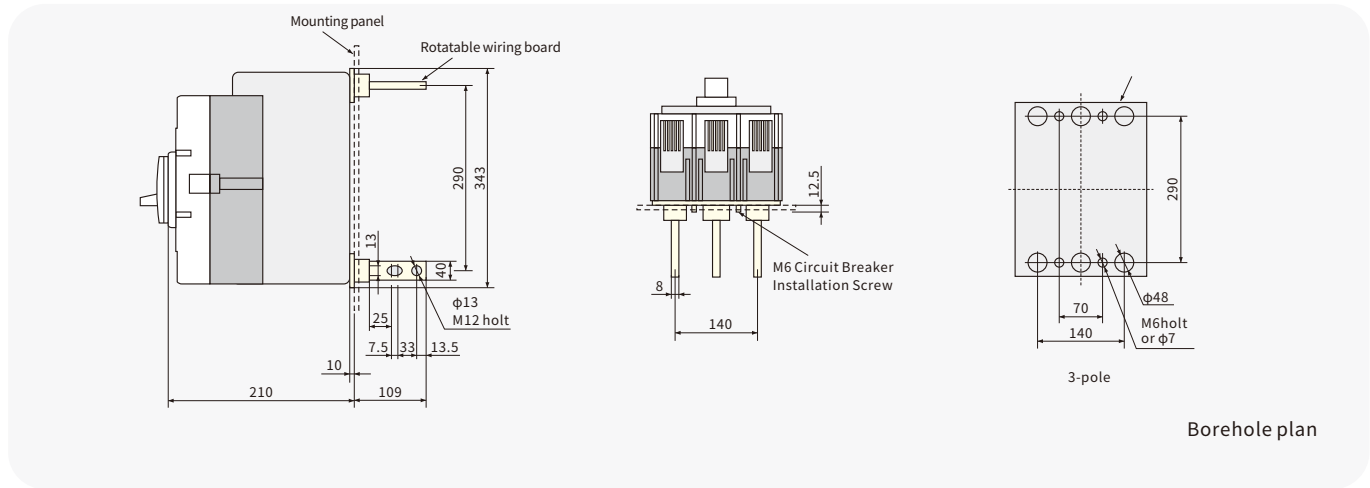 Mounting panel
Rotatable wiring board
290
343
13
40
φ13
M12 holt
25
7.5
33
13.5
10
210
109
12.5
M6 Circuit Breaker
Installation Screw
8
140
290
φ48
70
M6holt
or φ7
140
3-pole
Borehole plan